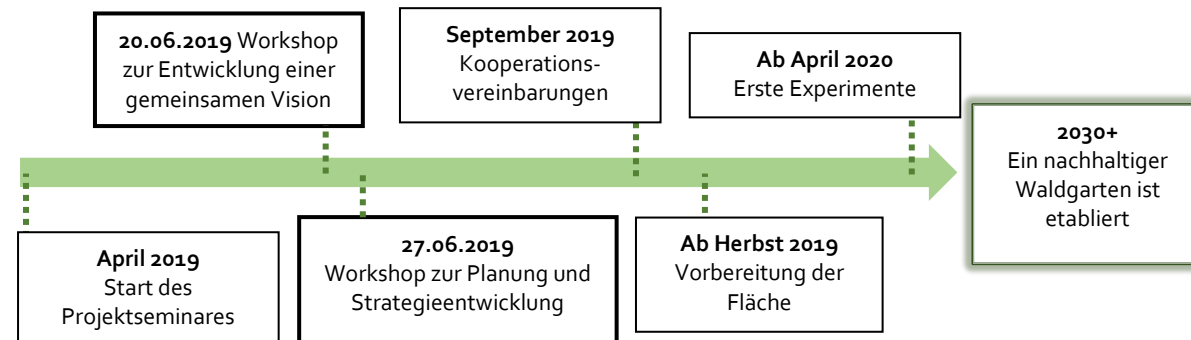 20.06.2019 Workshop
zur Entwicklung einer
gemeinsamen Vision
September 2019
Kooperations-
vereinbarungen
Ab April 2020
Erste Experimente
2030+
Ein nachhaltiger
Waldgarten ist
etabliert
April 2019
Start des
Projektseminares
27.06.2019
Workshop zur Planung und
Strategieentwicklung
Ab Herbst 2019
Vorbereitung der
Fläche